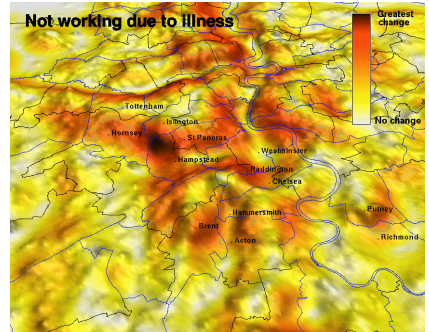 Not working due to illness
Greatest
change
No change
Tottenham
Islington
Hornsey
St Pancras
Westminster
Hampstead
Paddington
Chelsea
Hammersmith
Putney
Brent
Richmond
Acton